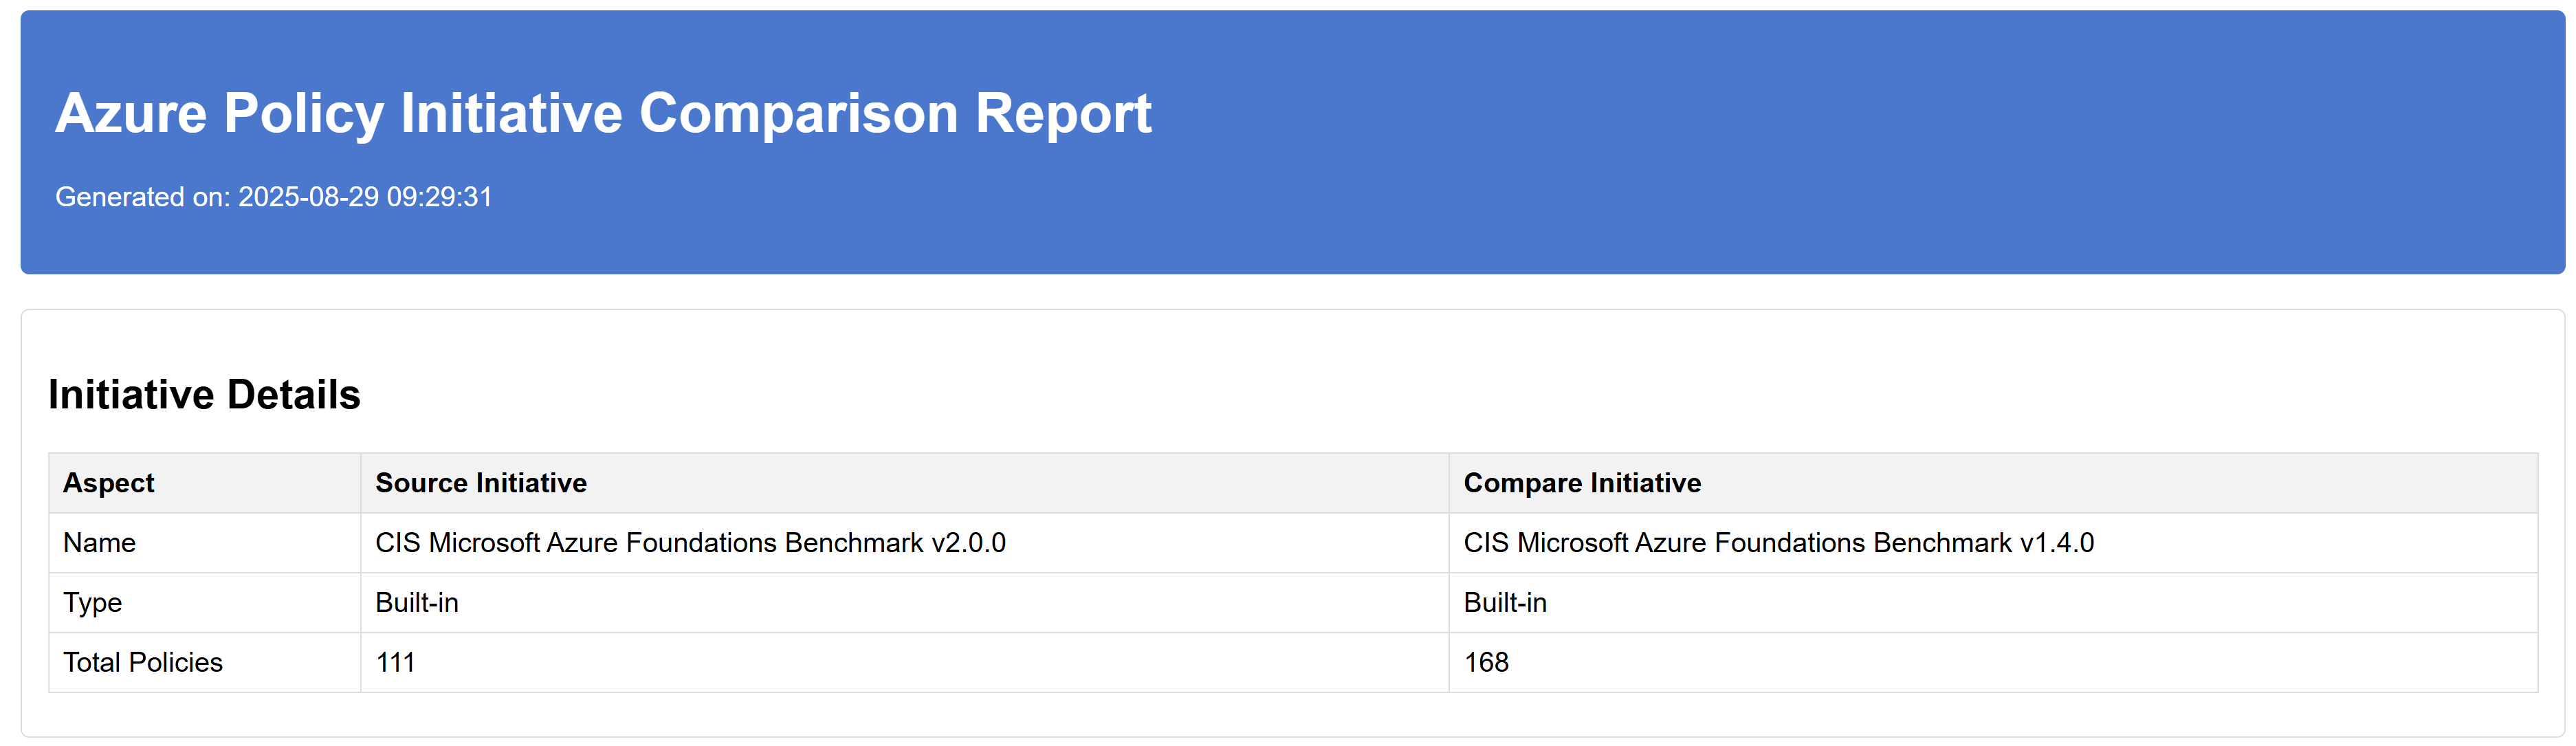 Azure Policy Initiative Comparison Report
Generated on: 2025-08-29 09:29:31
Initiative Details
Aspect Source Initiative Compare Initiative
Name CIS Microsoft Azure Foundations Benchmark v2.0.0 CIS Microsoft Azure Foundations Benchmark v1.4.0
Type Built-in Built-in
Total Policies 111 168